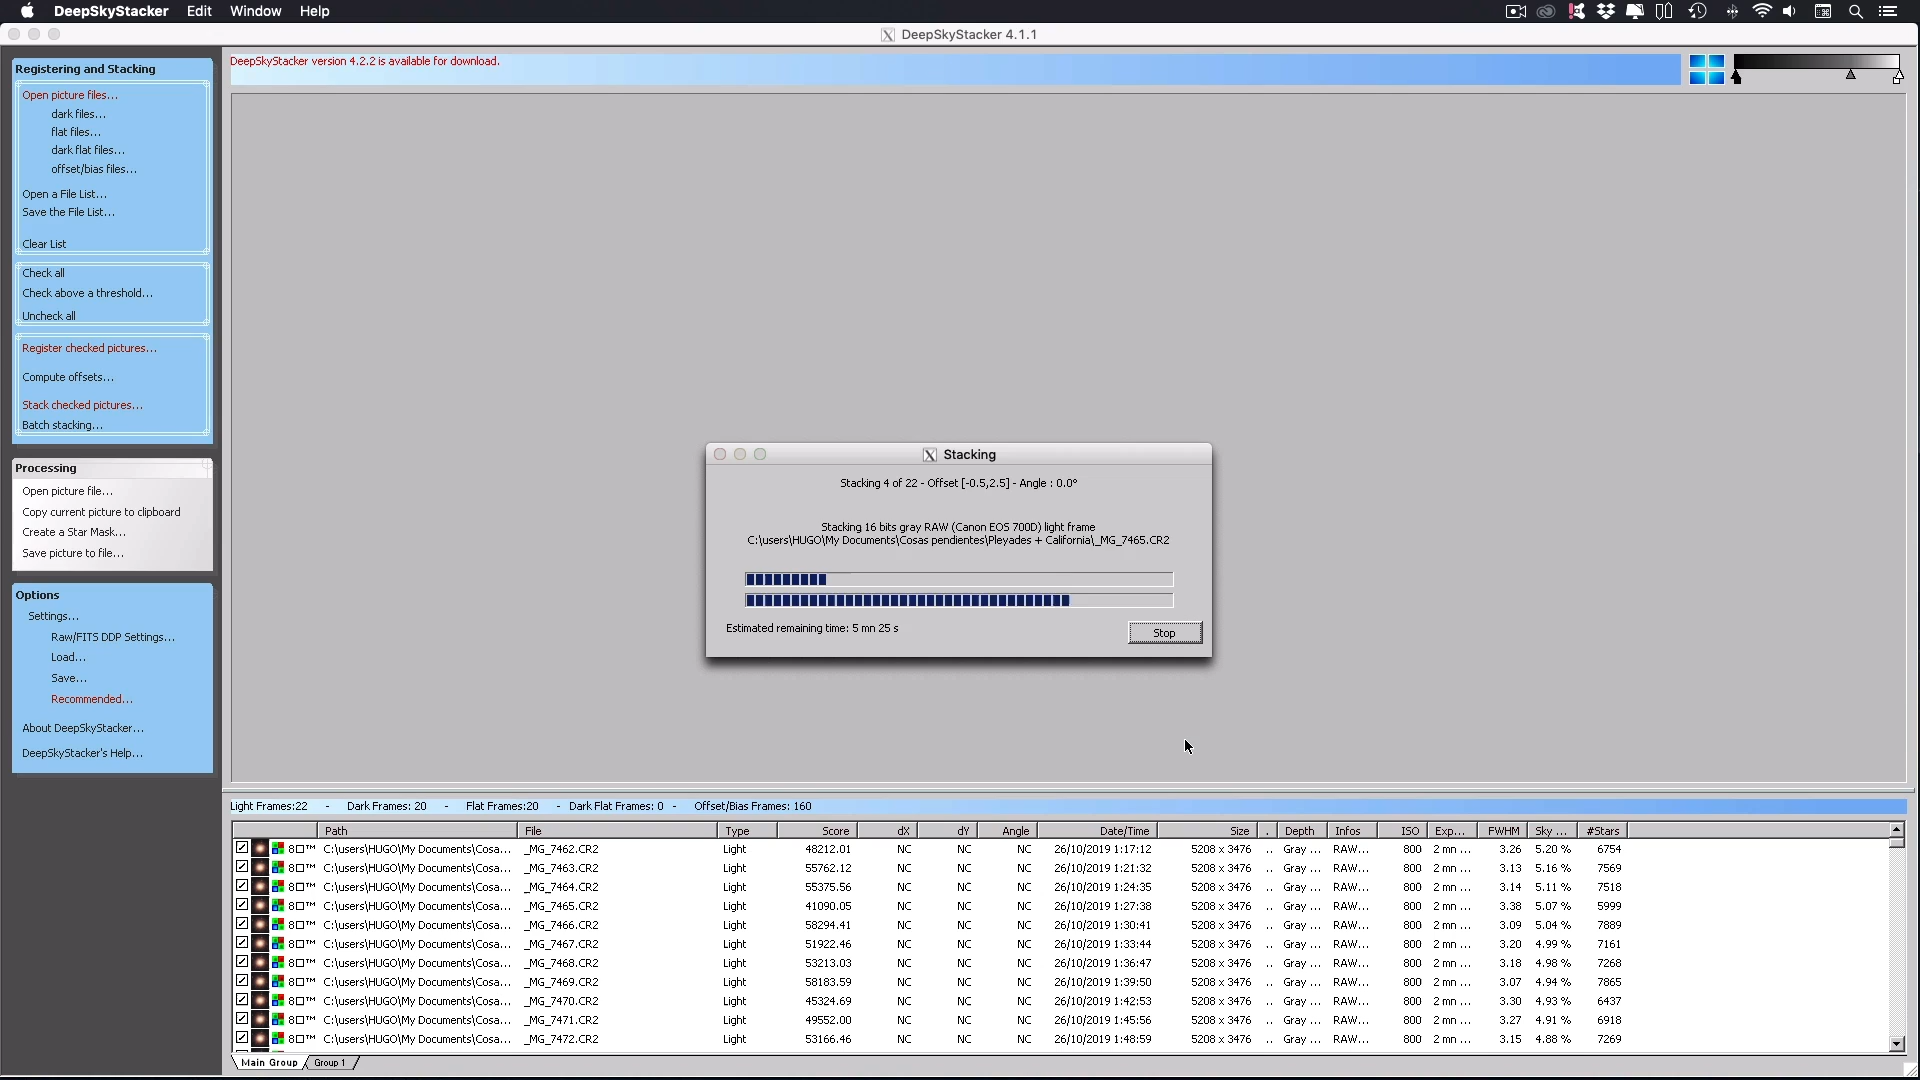 DeepSkyStacker Edit Window Help
DeepSkyStacker 4.1.1
Registering and Stacking
Open picture files...
dark files...
flat files...
dark flat files...
offset/bias files...
Open a File List...
Save the File List...
Clear List
Check all
Check above a threshold...
Uncheck all
Register checked pictures...
Compute offsets...
Stack checked pictures...
Batch stacking...
Processing
Open picture file...
Copy current picture to clipboard
Create a Star Mask...
Save picture to file...
Options
Settings...
Raw/FITS DDP Settings...
Load...
Save...
Recommended...
About DeepSkyStacker...
DeepSkyStacker's Help...
DeepSkyStacker version 4.2.2 is available for download.
Stacking
Stacking 4 of 22 - Offset [-0.5,2.5] - Angle : 0.0°
Stacking 16 bits gray RAW (Canon EOS 700D) light frame
C:\users\HUGO\My Documents\Cosas pendientes\Pleyades + California\_MG_7465.CR2
Estimated remaining time: 5 mn 25 s
Stop
Light Frames:22 - Dark Frames: 20 - Flat Frames:20 - Dark Flat Frames: 0 - Offset/Bias Frames: 160
Path File Type Score dX dY Angle Date/Time Size . Depth Infos ISO Exp... FWHM Sky ... #Stars
8□™ C:\users\HUGO\My Documents\Cosa... _MG_7462.CR2 Light 48212.01 NC NC NC 26/10/2019 1:17:12 5208 x 3476 .. Gray ... RAW... 800 2 mn ... 3.26 5.20 % 6754
8□™ C:\users\HUGO\My Documents\Cosa... _MG_7463.CR2 Light 55762.12 NC NC NC 26/10/2019 1:21:32 5208 x 3476 .. Gray ... RAW... 800 2 mn ... 3.13 5.16 % 7569
8□™ C:\users\HUGO\My Documents\Cosa... _MG_7464.CR2 Light 55375.56 NC NC NC 26/10/2019 1:24:35 5208 x 3476 .. Gray ... RAW... 800 2 mn ... 3.14 5.11 % 7518
8□™ C:\users\HUGO\My Documents\Cosa... _MG_7465.CR2 Light 41090.05 NC NC NC 26/10/2019 1:27:38 5208 x 3476 .. Gray ... RAW... 800 2 mn ... 3.38 5.07 % 5999
8□™ C:\users\HUGO\My Documents\Cosa... _MG_7466.CR2 Light 58294.41 NC NC NC 26/10/2019 1:30:41 5208 x 3476 .. Gray ... RAW... 800 2 mn ... 3.09 5.04 % 7889
8□™ C:\users\HUGO\My Documents\Cosa... _MG_7467.CR2 Light 51922.46 NC NC NC 26/10/2019 1:33:44 5208 x 3476 .. Gray ... RAW... 800 2 mn ... 3.20 4.99 % 7161
8□™ C:\users\HUGO\My Documents\Cosa... _MG_7468.CR2 Light 53213.03 NC NC NC 26/10/2019 1:36:47 5208 x 3476 .. Gray ... RAW... 800 2 mn ... 3.18 4.98 % 7268
8□™ C:\users\HUGO\My Documents\Cosa... _MG_7469.CR2 Light 58183.59 NC NC NC 26/10/2019 1:39:50 5208 x 3476 .. Gray ... RAW... 800 2 mn ... 3.07 4.94 % 7865
8□™ C:\users\HUGO\My Documents\Cosa... _MG_7470.CR2 Light 45324.69 NC NC NC 26/10/2019 1:42:53 5208 x 3476 .. Gray ... RAW... 800 2 mn ... 3.30 4.93 % 6437
8□™ C:\users\HUGO\My Documents\Cosa... _MG_7471.CR2 Light 49552.00 NC NC NC 26/10/2019 1:45:56 5208 x 3476 .. Gray ... RAW... 800 2 mn ... 3.27 4.91 % 6918
8□™ C:\users\HUGO\My Documents\Cosa... _MG_7472.CR2 Light 53166.46 NC NC NC 26/10/2019 1:48:59 5208 x 3476 .. Gray ... RAW... 800 2 mn ... 3.15 4.88 % 7269
Main Group Group 1